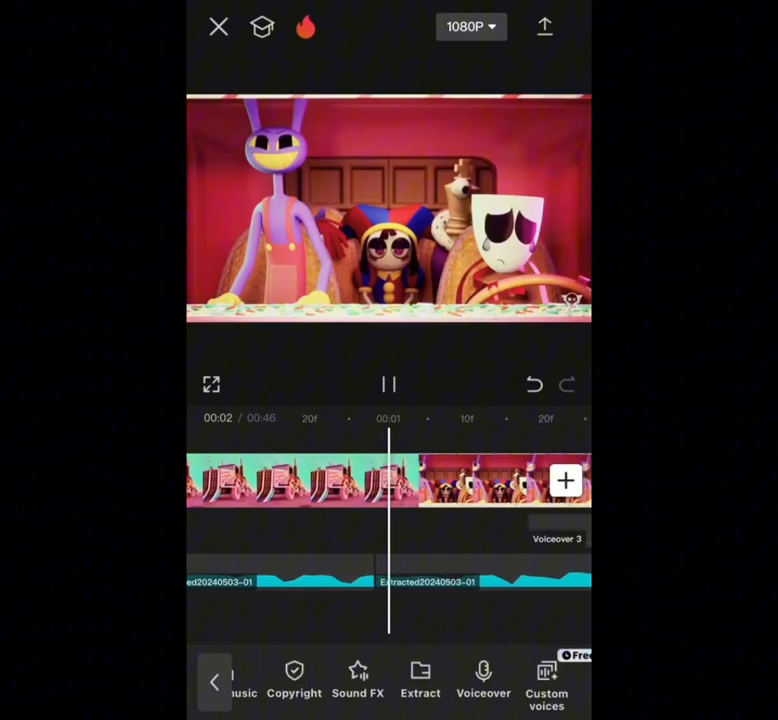 1080P
00:02 / 00:46
20f
00:01
10f
20f
Voiceover 3
ed20240503-01
Extracted20240503-01
Free
usic
Copyright
Sound FX
Extract
Voiceover
Custom
voices